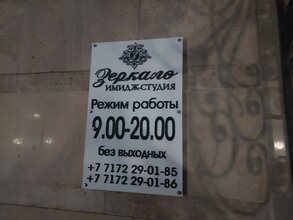 Зеркало
ИМИДЖ-СТУДИЯ
Режим работы
9.00-20.00
без выходных
+7 7172 29-01-85
+7 7172 29-01-86